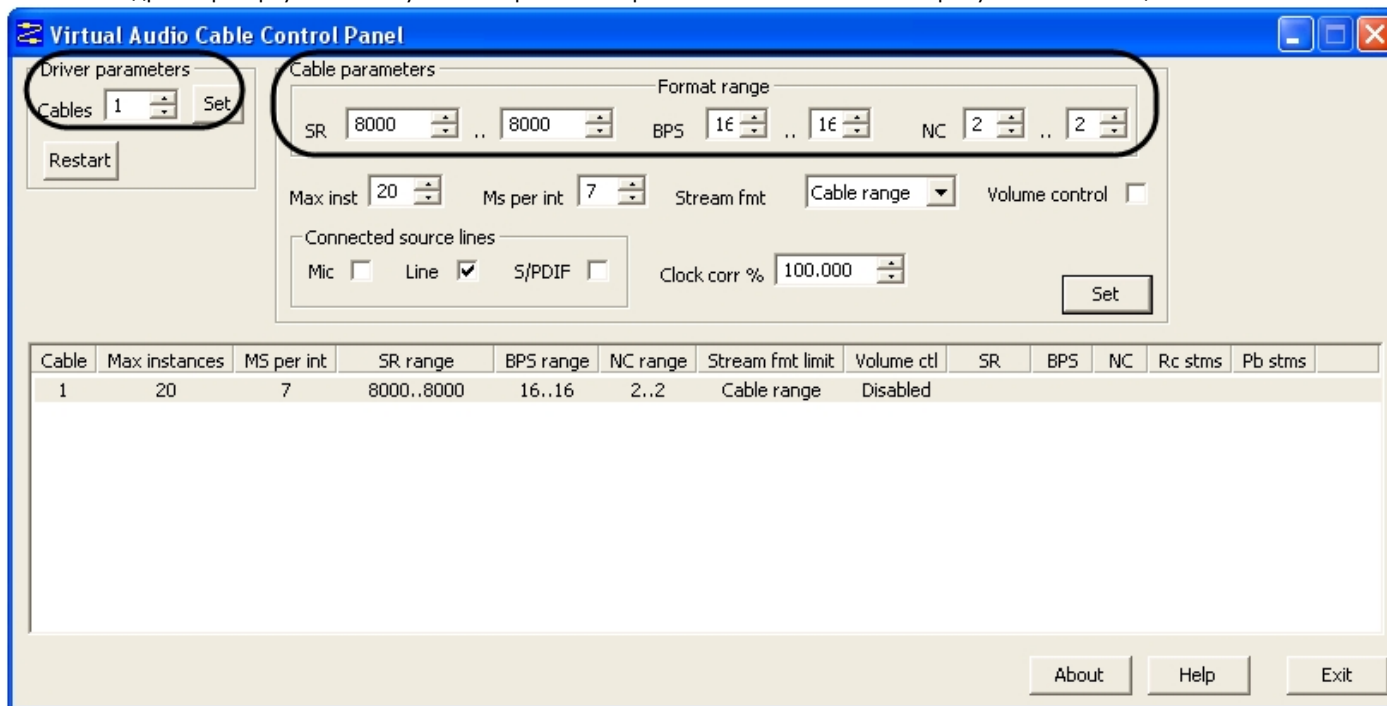 Virtual Audio Cable Control Panel
Driver parameters
Cables 1 Set
Restart
Cable parameters
Format range
SR 8000 .. 8000 BPS 16 .. 16 NC 2 .. 2
Max inst 20 Ms per int 7 Stream fmt Cable range Volume control
Connected source lines
Mic Line S/PDIF Clock corr % 100.000
Set
Cable Max instances MS per int SR range BPS range NC range Stream fmt limit Volume ctl SR BPS NC Rc stms Pb stms
1 20 7 8000..8000 16..16 2..2 Cable range Disabled
About Help Exit